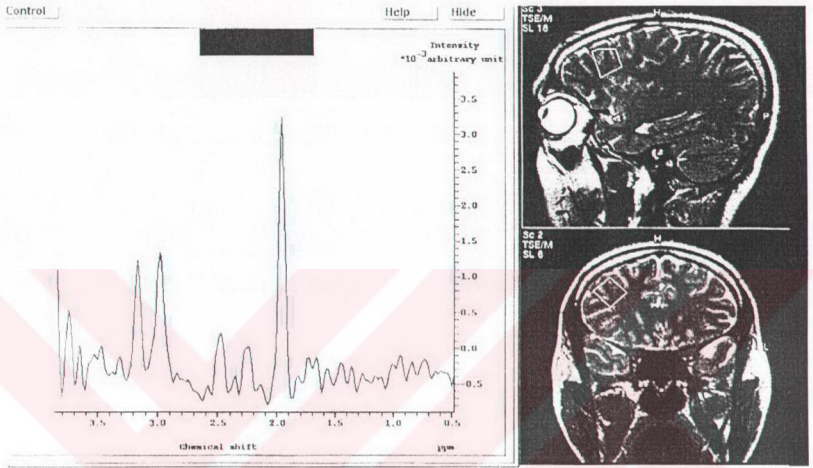 Control Help Hide
Intensity
*10⁻³ arbitrary unit
3.5
3.0
2.5
2.0
1.5
1.0
0.5
0.0
-0.5
3.5 3.0 2.5 2.0 1.5 1.0 0.5
Chemical shift ppm
Sc 3
TSE/M
SL 18
H
P
Sc 2
TSE/M
SL 6
H
L